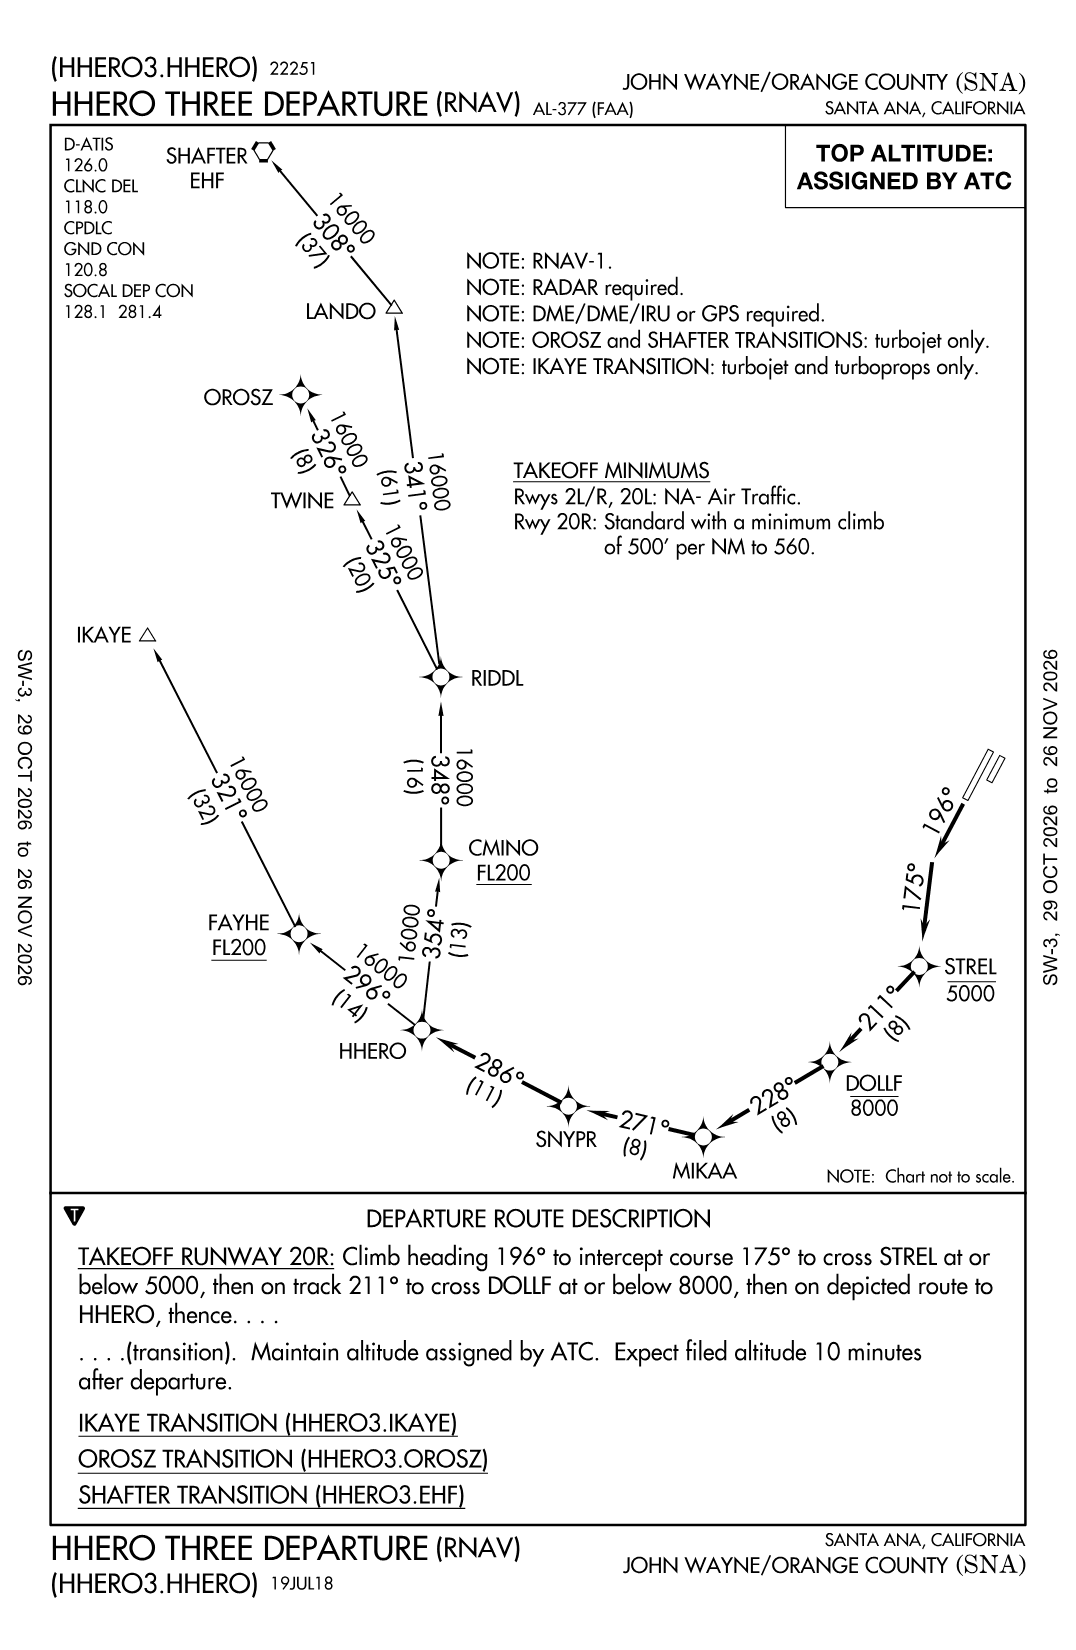 (HHERO3.HHERO) 22251
HHERO THREE DEPARTURE (RNAV) AL-377 (FAA)
JOHN WAYNE/ORANGE COUNTY (SNA)
SANTA ANA, CALIFORNIA
D-ATIS
126.0
CLNC DEL
118.0
CPDLC
GND CON
120.8
SOCAL DEP CON
128.1 281.4
TOP ALTITUDE:
ASSIGNED BY ATC
SHAFTER
EHF
16000
308°
(37)
LANDO
NOTE: RNAV-1.
NOTE: RADAR required.
NOTE: DME/DME/IRU or GPS required.
NOTE: OROSZ and SHAFTER TRANSITIONS: turbojet only.
NOTE: IKAYE TRANSITION: turbojet and turboprops only.
OROSZ
16000
326°
(8)
16000
341°
(61)
TWINE
16000
325°
(20)
TAKEOFF MINIMUMS
Rwys 2L/R, 20L: NA- Air Traffic.
Rwy 20R: Standard with a minimum climb
of 500' per NM to 560.
IKAYE
RIDDL
16000
321°
(32)
16000
348°
(16)
196°
175°
CMINO
FL200
FAYHE
FL200
16000
354°
(13)
16000
296°
(14)
STREL
5000
211°
(8)
HHERO
286°
(11)
DOLLF
8000
228°
(8)
SNYPR
271°
(8)
MIKAA
NOTE: Chart not to scale.
SW-3, 29 OCT 2026 to 26 NOV 2026
SW-3, 29 OCT 2026 to 26 NOV 2026
T
DEPARTURE ROUTE DESCRIPTION
TAKEOFF RUNWAY 20R: Climb heading 196° to intercept course 175° to cross STREL at or
below 5000, then on track 211° to cross DOLLF at or below 8000, then on depicted route to
HHERO, thence. . . .
. . . .(transition). Maintain altitude assigned by ATC. Expect filed altitude 10 minutes
after departure.
IKAYE TRANSITION (HHERO3.IKAYE)
OROSZ TRANSITION (HHERO3.OROSZ)
SHAFTER TRANSITION (HHERO3.EHF)
HHERO THREE DEPARTURE (RNAV)
(HHERO3.HHERO) 19JUL18
SANTA ANA, CALIFORNIA
JOHN WAYNE/ORANGE COUNTY (SNA)